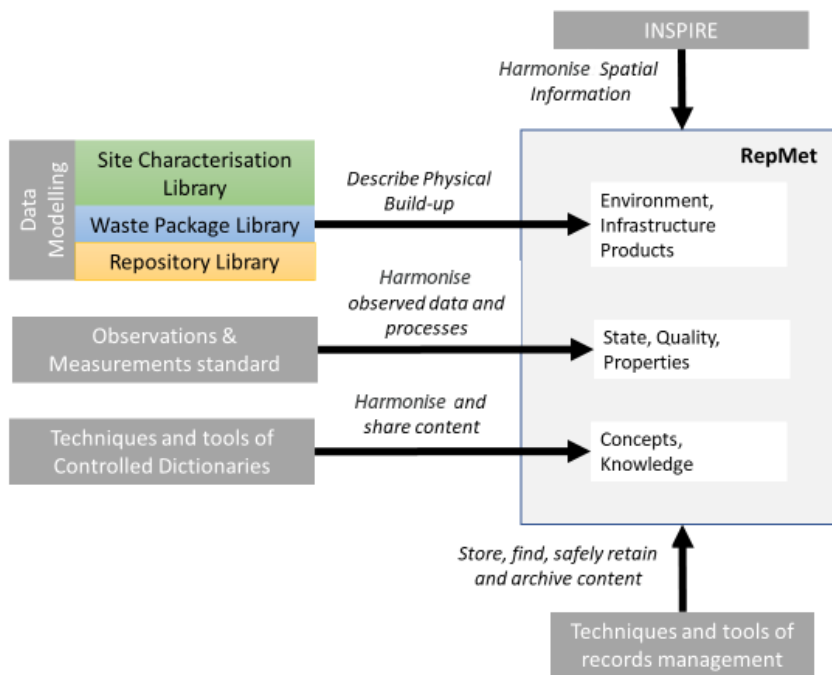 INSPIRE
Harmonise Spatial
Information
RepMet
Data
Modelling
Site Characterisation
Library
Waste Package Library
Repository Library
Describe Physical
Build-up
Environment,
Infrastructure
Products
Observations &
Measurements standard
Harmonise
observed data and
processes
State, Quality,
Properties
Techniques and tools of
Controlled Dictionaries
Harmonise and
share content
Concepts,
Knowledge
Store, find, safely retain
and archive content
Techniques and tools of
records management